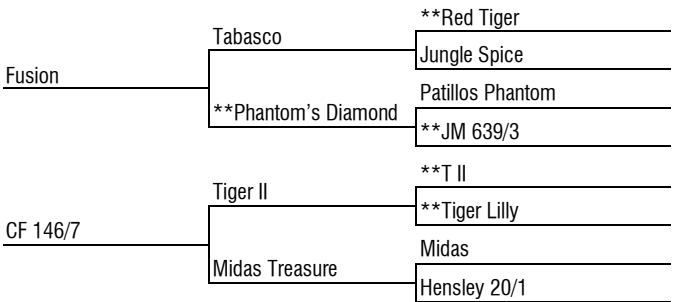 **Red Tiger
Tabasco
Jungle Spice
Fusion
Patillos Phantom
**Phantom's Diamond
**JM 639/3
**T II
Tiger II
**Tiger Lilly
CF 146/7
Midas
Midas Treasure
Hensley 20/1